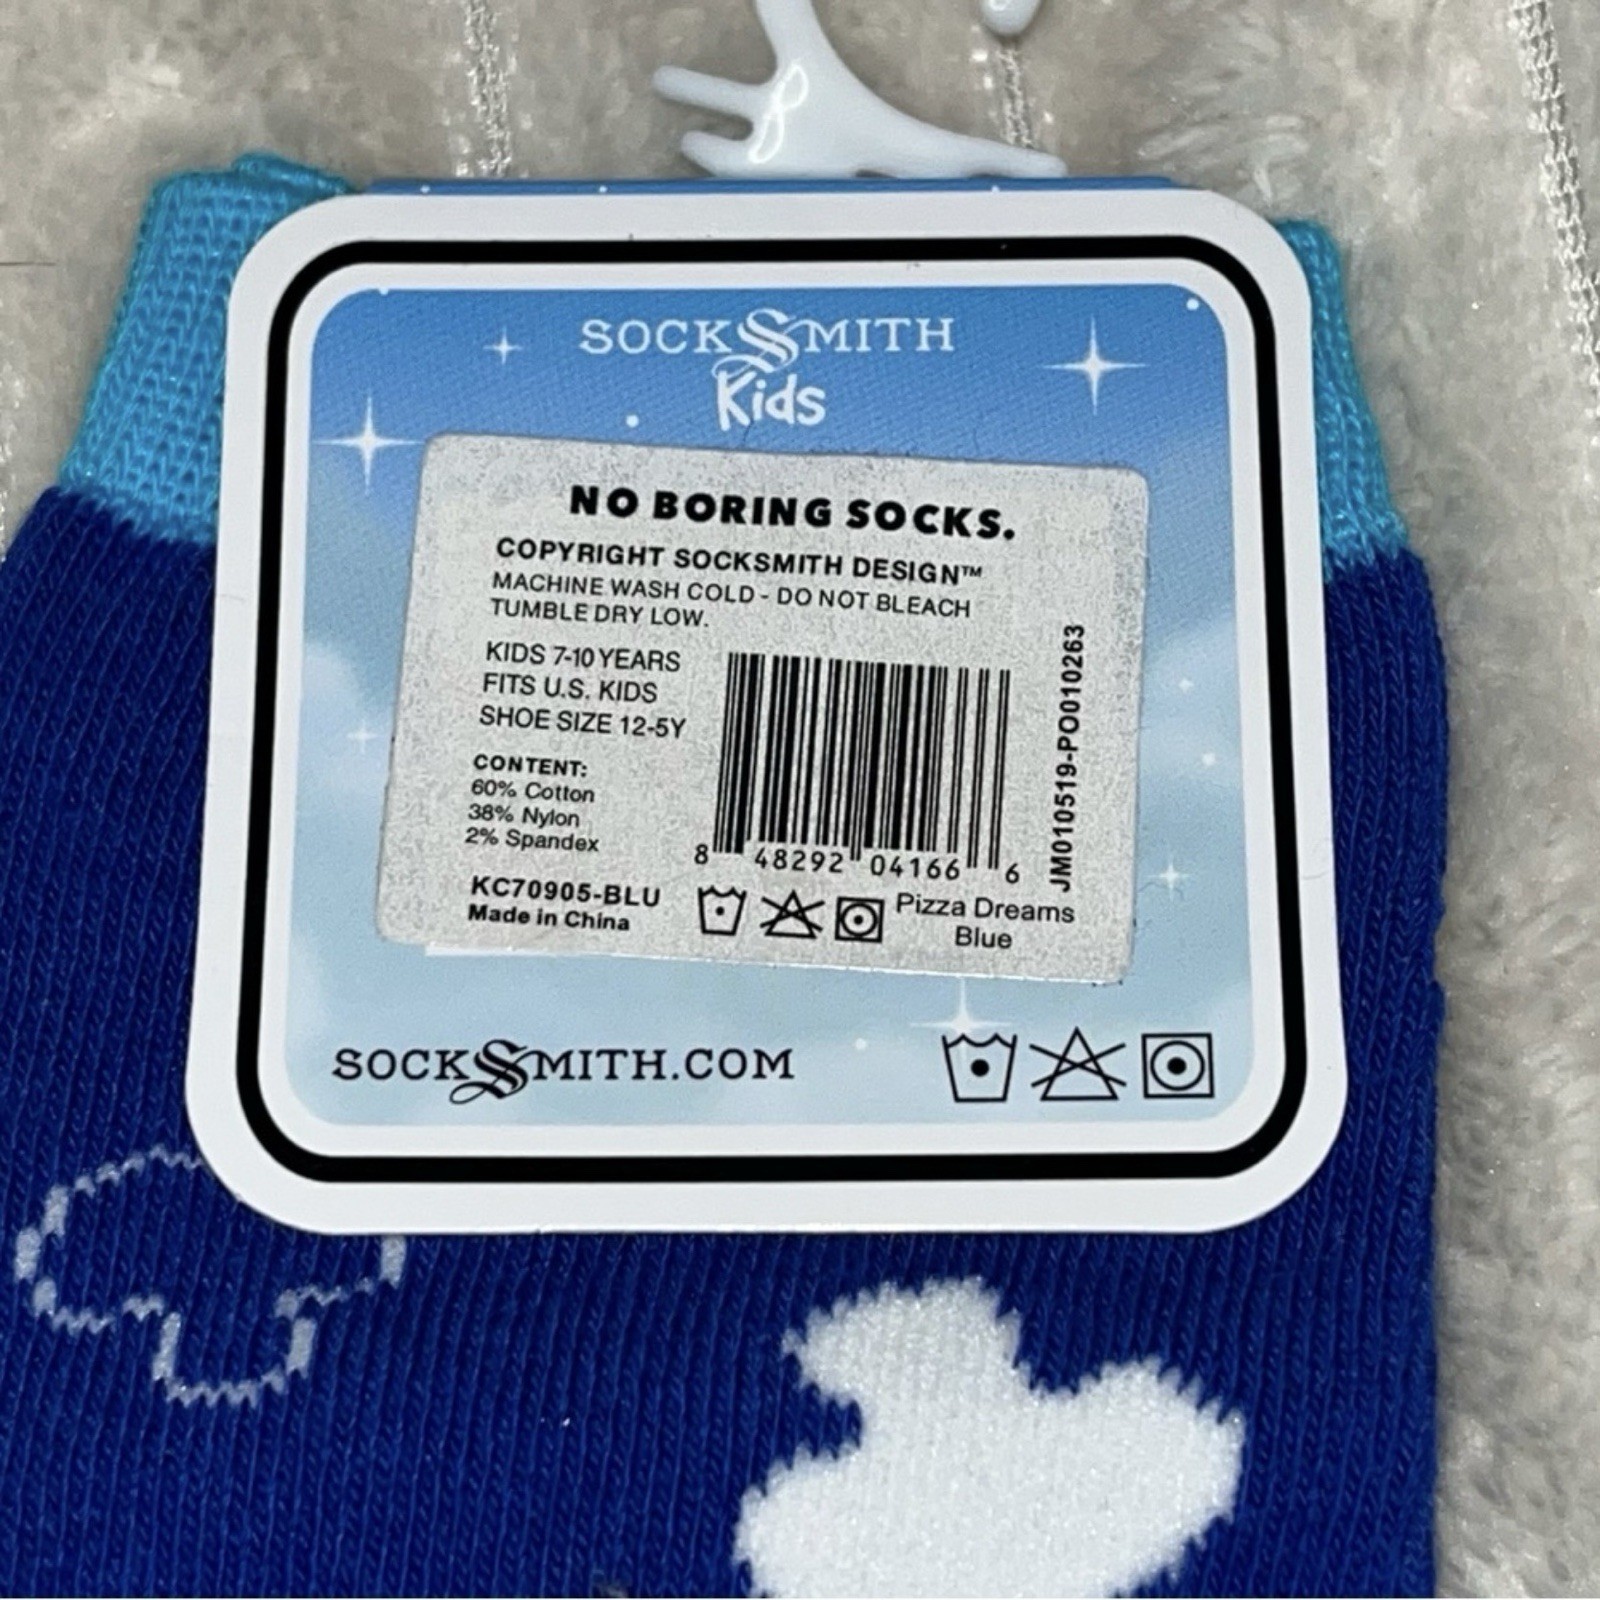 SOCKSMITH
Kids
NO BORING SOCKS.
COPYRIGHT SOCKSMITH DESIGN™
MACHINE WASH COLD - DO NOT BLEACH
TUMBLE DRY LOW.
KIDS 7-10 YEARS
FITS U.S. KIDS
SHOE SIZE 12-5Y
CONTENT:
60% Cotton
38% Nylon
2% Spandex
KC70905-BLU
Made in China
8 48292 04166 6
JM010519-PO010263
Pizza Dreams
Blue
SOCKSMITH.COM